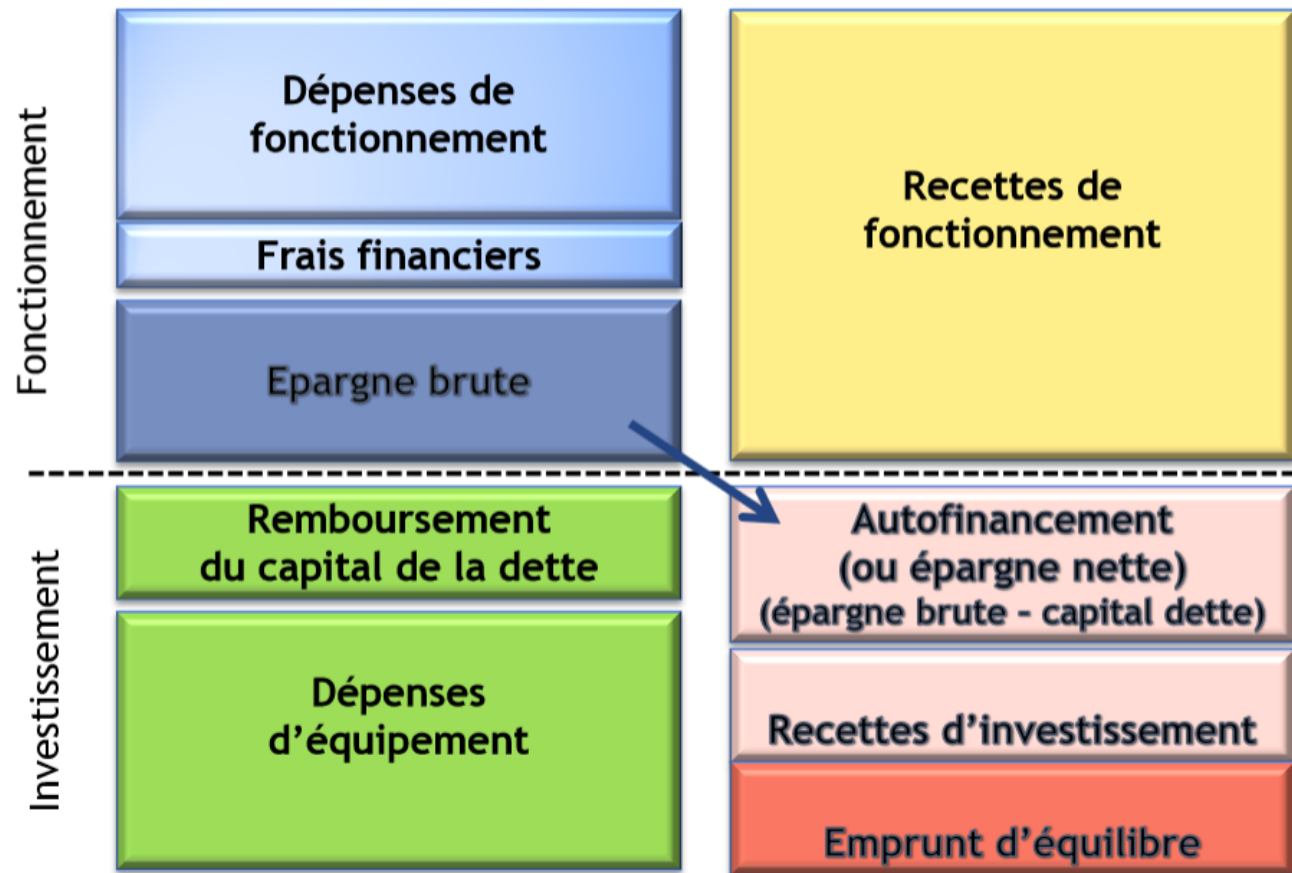 Fonctionnement
Dépenses de
fonctionnement
Frais financiers
Epargne brute
Recettes de
fonctionnement
Investissement
Remboursement
du capital de la dette
Dépenses
d’équipement
Autofinancement
(ou épargne nette)
(épargne brute – capital dette)
Recettes d’investissement
Emprunt d’équilibre